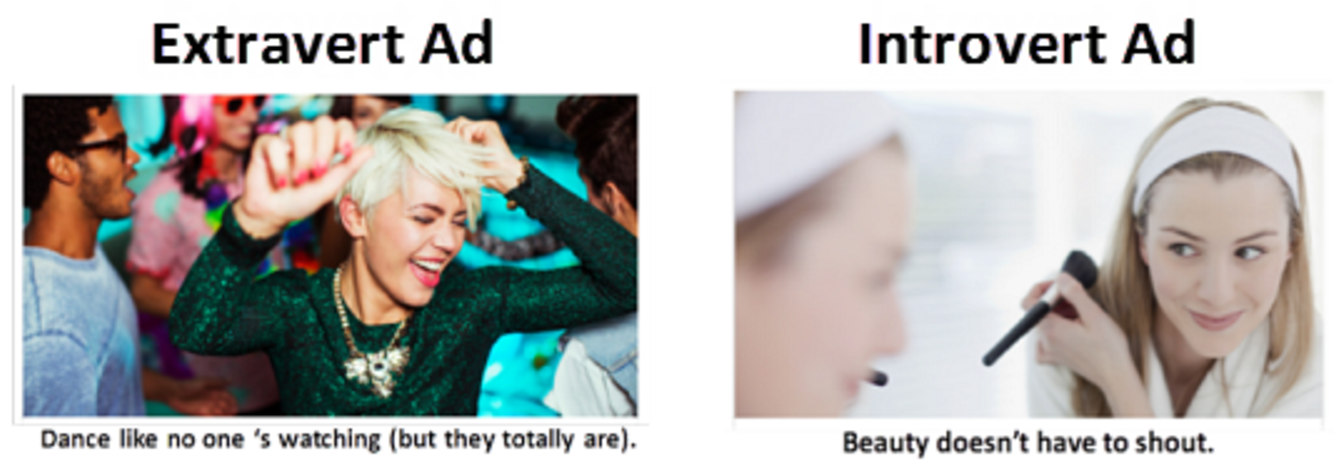 Extravert Ad
Introvert Ad
Dance like no one 's watching (but they totally are).
Beauty doesn't have to shout.